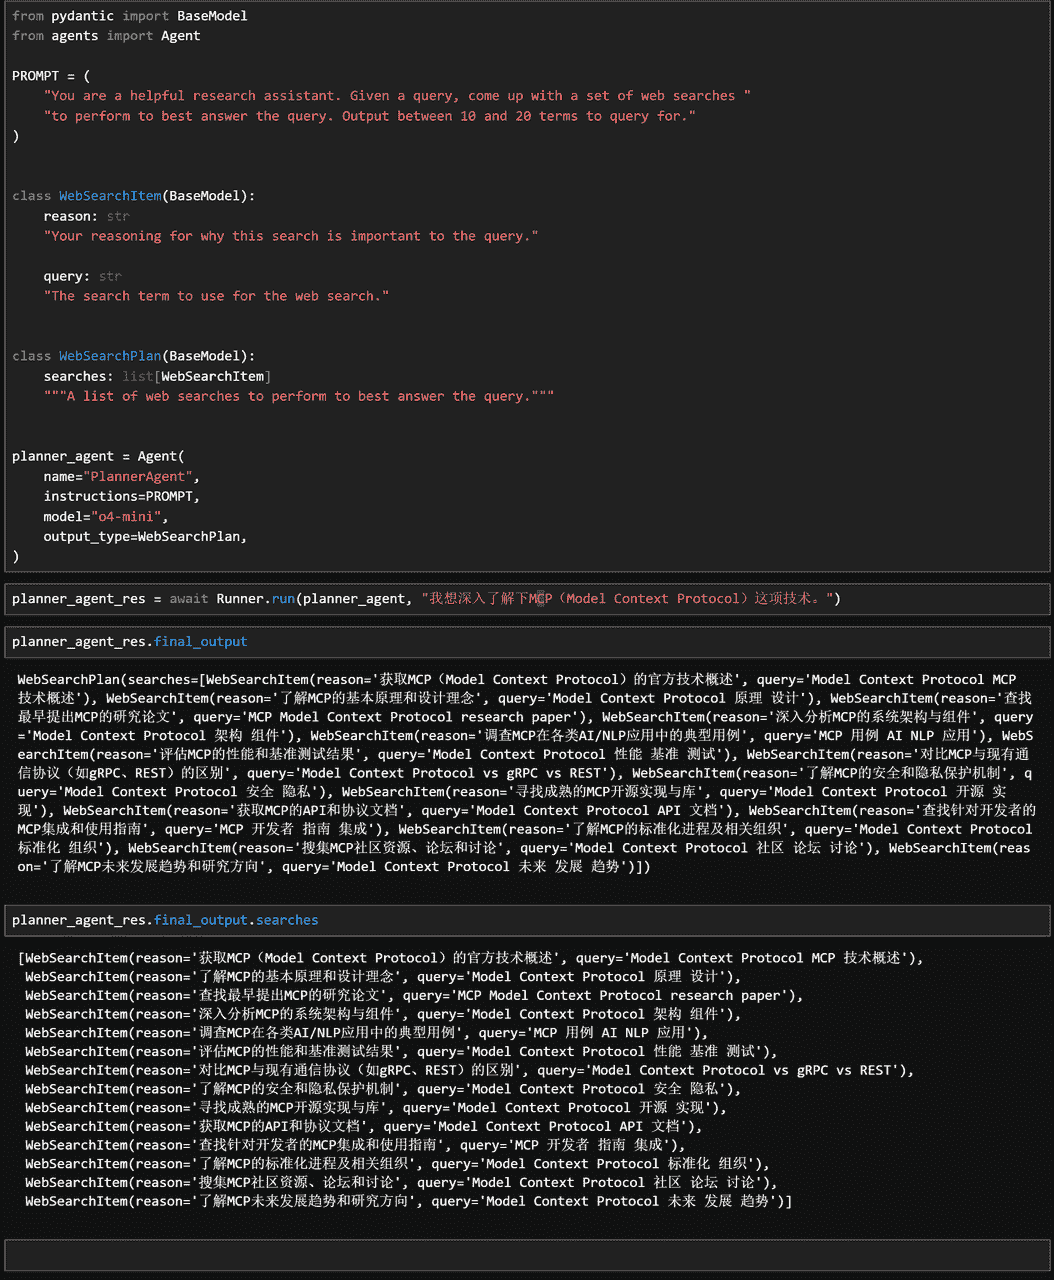 from pydantic import BaseModel
from agents import Agent
PROMPT = (
    "You are a helpful research assistant. Given a query, come up with a set of web searches "
    "to perform to best answer the query. Output between 10 and 20 terms to query for."
)
class WebSearchItem(BaseModel):
    reason: str
    "Your reasoning for why this search is important to the query."
    query: str
    "The search term to use for the web search."
class WebSearchPlan(BaseModel):
    searches: list[WebSearchItem]
    """A list of web searches to perform to best answer the query."""
planner_agent = Agent(
    name="PlannerAgent",
    instructions=PROMPT,
    model="o4-mini",
    output_type=WebSearchPlan,
)
planner_agent_res = await Runner.run(planner_agent, "我想深入了解下MCP（Model Context Protocol）这项技术。")
planner_agent_res.final_output
WebSearchPlan(searches=[WebSearchItem(reason='获取MCP（Model Context Protocol）的官方技术概述', query='Model Context Protocol MCP
技术概述'), WebSearchItem(reason='了解MCP的基本原理和设计理念', query='Model Context Protocol 原理 设计'), WebSearchItem(reason='查找
最早提出MCP的研究论文', query='MCP Model Context Protocol research paper'), WebSearchItem(reason='深入分析MCP的系统架构与组件', query
='Model Context Protocol 架构 组件'), WebSearchItem(reason='调查MCP在各类AI/NLP应用中的典型用例', query='MCP 用例 AI NLP 应用'), WebS
earchItem(reason='评估MCP的性能和基准测试结果', query='Model Context Protocol 性能 基准 测试'), WebSearchItem(reason='对比MCP与现有通
信协议（如gRPC、REST）的区别', query='Model Context Protocol vs gRPC vs REST'), WebSearchItem(reason='了解MCP的安全和隐私保护机制', q
uery='Model Context Protocol 安全 隐私'), WebSearchItem(reason='寻找成熟的MCP开源实现与库', query='Model Context Protocol 开源 实
现'), WebSearchItem(reason='获取MCP的API和协议文档', query='Model Context Protocol API 文档'), WebSearchItem(reason='查找针对开发者的
MCP集成和使用指南', query='MCP 开发者 指南 集成'), WebSearchItem(reason='了解MCP的标准化进程及相关组织', query='Model Context Protocol
标准化 组织'), WebSearchItem(reason='搜集MCP社区资源、论坛和讨论', query='Model Context Protocol 社区 论坛 讨论'), WebSearchItem(reas
on='了解MCP未来发展趋势和研究方向', query='Model Context Protocol 未来 发展 趋势')])
planner_agent_res.final_output.searches
[WebSearchItem(reason='获取MCP（Model Context Protocol）的官方技术概述', query='Model Context Protocol MCP 技术概述'),
 WebSearchItem(reason='了解MCP的基本原理和设计理念', query='Model Context Protocol 原理 设计'),
 WebSearchItem(reason='查找最早提出MCP的研究论文', query='MCP Model Context Protocol research paper'),
 WebSearchItem(reason='深入分析MCP的系统架构与组件', query='Model Context Protocol 架构 组件'),
 WebSearchItem(reason='调查MCP在各类AI/NLP应用中的典型用例', query='MCP 用例 AI NLP 应用'),
 WebSearchItem(reason='评估MCP的性能和基准测试结果', query='Model Context Protocol 性能 基准 测试'),
 WebSearchItem(reason='对比MCP与现有通信协议（如gRPC、REST）的区别', query='Model Context Protocol vs gRPC vs REST'),
 WebSearchItem(reason='了解MCP的安全和隐私保护机制', query='Model Context Protocol 安全 隐私'),
 WebSearchItem(reason='寻找成熟的MCP开源实现与库', query='Model Context Protocol 开源 实现'),
 WebSearchItem(reason='获取MCP的API和协议文档', query='Model Context Protocol API 文档'),
 WebSearchItem(reason='查找针对开发者的MCP集成和使用指南', query='MCP 开发者 指南 集成'),
 WebSearchItem(reason='了解MCP的标准化进程及相关组织', query='Model Context Protocol 标准化 组织'),
 WebSearchItem(reason='搜集MCP社区资源、论坛和讨论', query='Model Context Protocol 社区 论坛 讨论'),
 WebSearchItem(reason='了解MCP未来发展趋势和研究方向', query='Model Context Protocol 未来 发展 趋势')]